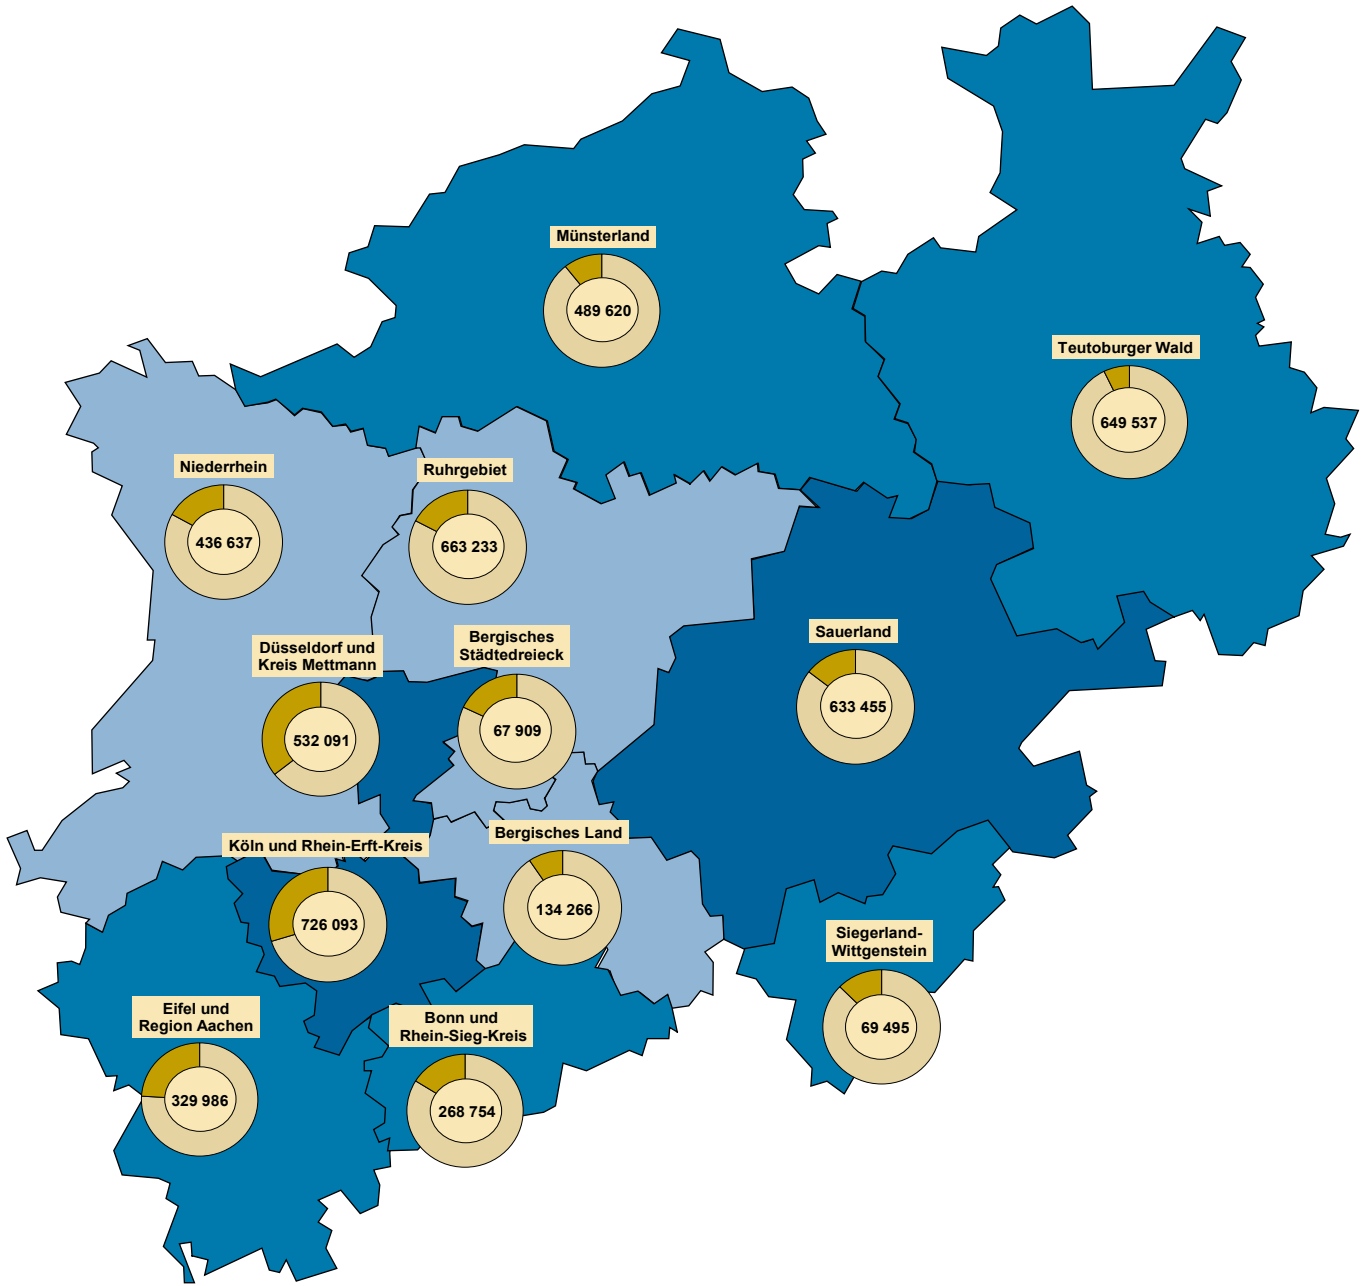 Münsterland
489 620
Teutoburger Wald
649 537
Niederrhein
436 637
Ruhrgebiet
663 233
Düsseldorf und
Kreis Mettmann
532 091
Bergisches
Städtedreieck
67 909
Sauerland
633 455
Köln und Rhein-Erft-Kreis
726 093
Bergisches Land
134 266
Siegerland-
Wittgenstein
69 495
Eifel und
Region Aachen
329 986
Bonn und
Rhein-Sieg-Kreis
268 754